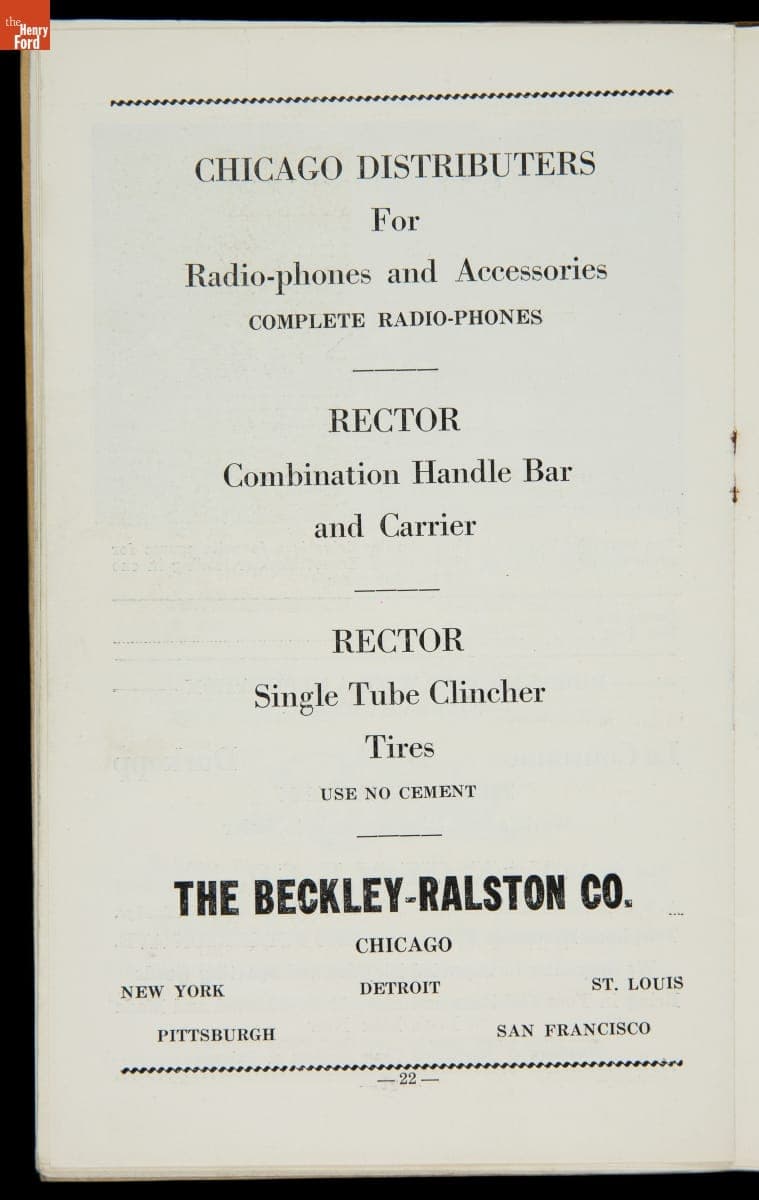 the
Henry
Ford
CHICAGO DISTRIBUTERS
For
Radio-phones and Accessories
COMPLETE RADIO-PHONES
RECTOR
Combination Handle Bar
and Carrier
RECTOR
Single Tube Clincher
Tires
USE NO CEMENT
THE BECKLEY-RALSTON CO.
CHICAGO
NEW YORK DETROIT ST. LOUIS
PITTSBURGH SAN FRANCISCO
— 22 —